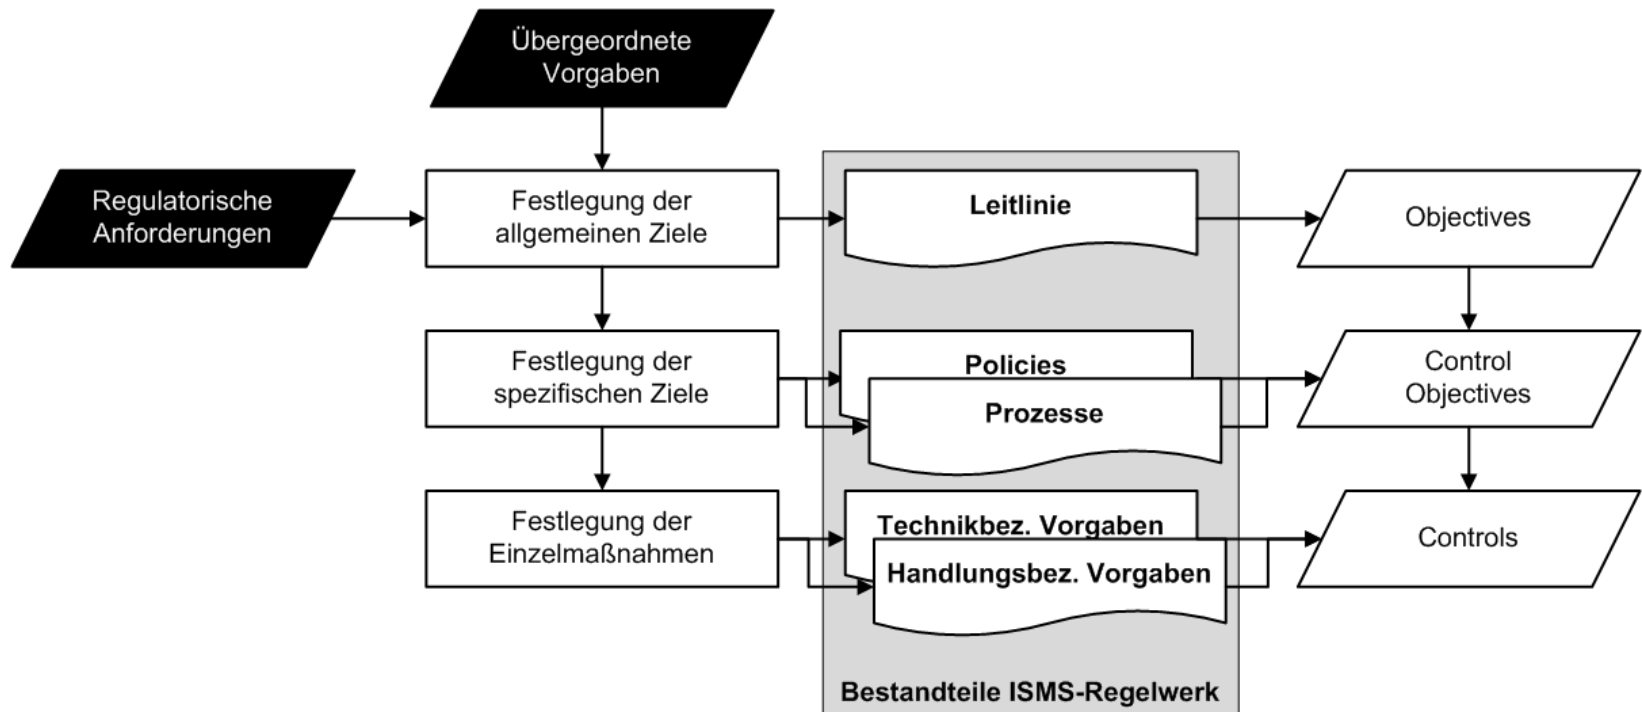 Übergeordnete
Vorgaben
Regulatorische
Anforderungen
Festlegung der
allgemeinen Ziele
Leitlinie
Objectives
Festlegung der
spezifischen Ziele
Policies
Prozesse
Control
Objectives
Festlegung der
Einzelmaßnahmen
Technikbez. Vorgaben
Handlungsbez. Vorgaben
Controls
Bestandteile ISMS-Regelwerk